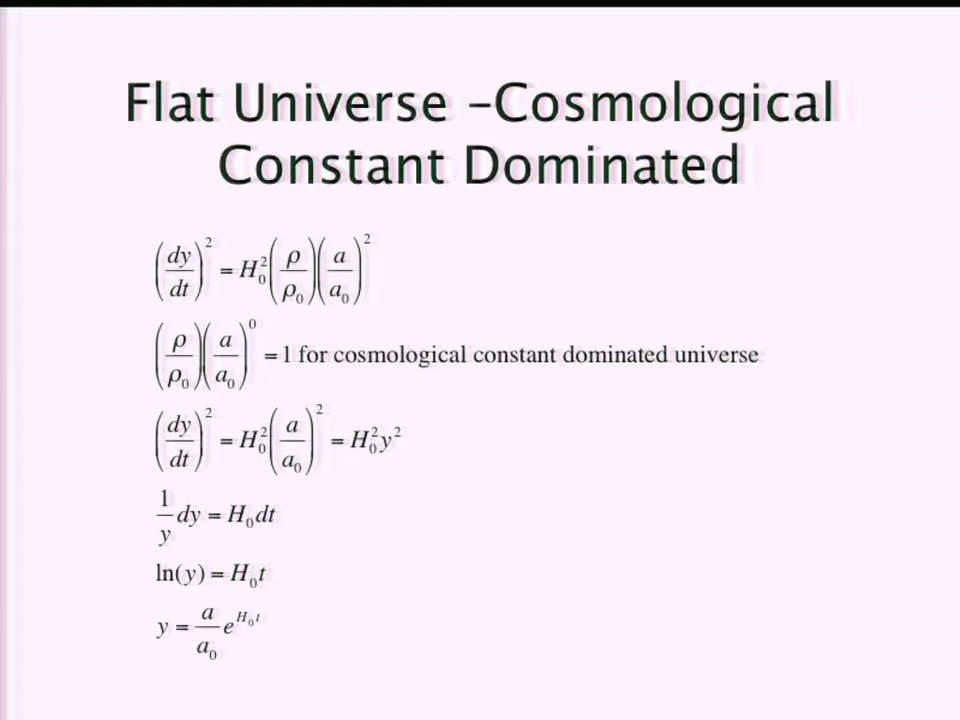 Flat Universe –Cosmological
Constant Dominated
(dy/dt)² = H₀²(ρ/ρ₀)(a/a₀)²
(ρ/ρ₀)(a/a₀)⁰ = 1 for cosmological constant dominated universe
(dy/dt)² = H₀²(a/a₀)² = H₀²y²
1/y dy = H₀dt
ln(y) = H₀t
y = a/a₀ e^(H₀t)